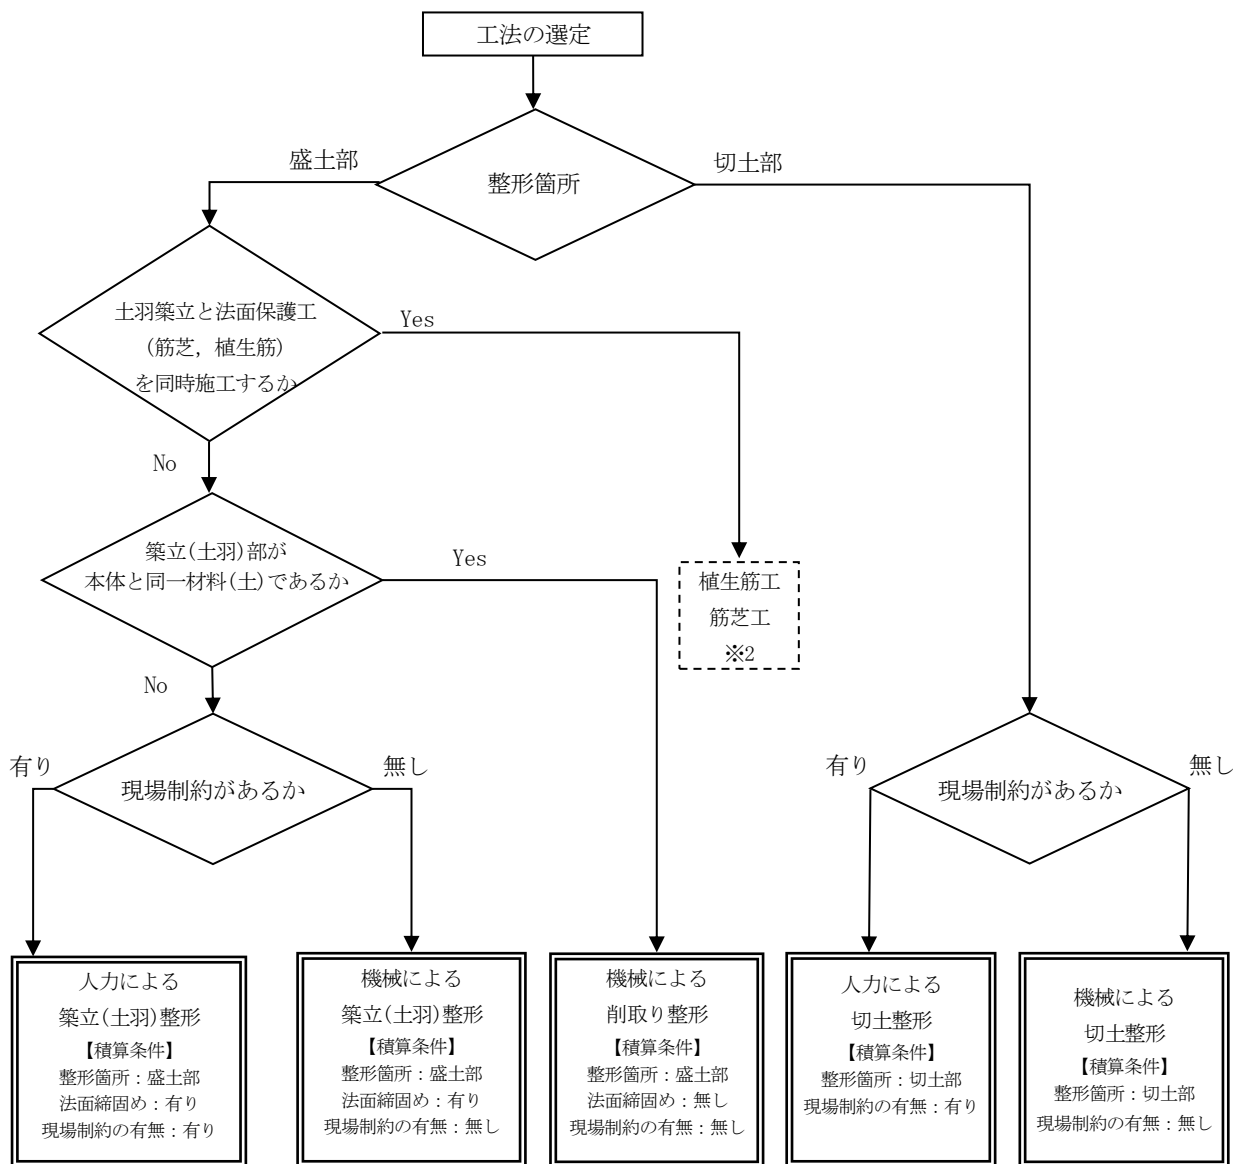 工法の選定
盛土部
切土部
整形箇所
土羽築立と法面保護工
(筋芝，植生筋)
を同時施工するか
Yes
No
築立(土羽)部が
本体と同一材料(土)であるか
Yes
植生筋工
筋芝工
※2
No
有り
現場制約があるか
無し
有り
現場制約があるか
無し
人力による
築立(土羽)整形
【積算条件】
整形箇所：盛土部
法面締固め：有り
現場制約の有無：有り
機械による
築立(土羽)整形
【積算条件】
整形箇所：盛土部
法面締固め：有り
現場制約の有無：無し
機械による
削取り整形
【積算条件】
整形箇所：盛土部
法面締固め：無し
現場制約の有無：無し
人力による
切土整形
【積算条件】
整形箇所：切土部
現場制約の有無：有り
機械による
切土整形
【積算条件】
整形箇所：切土部
現場制約の有無：無し